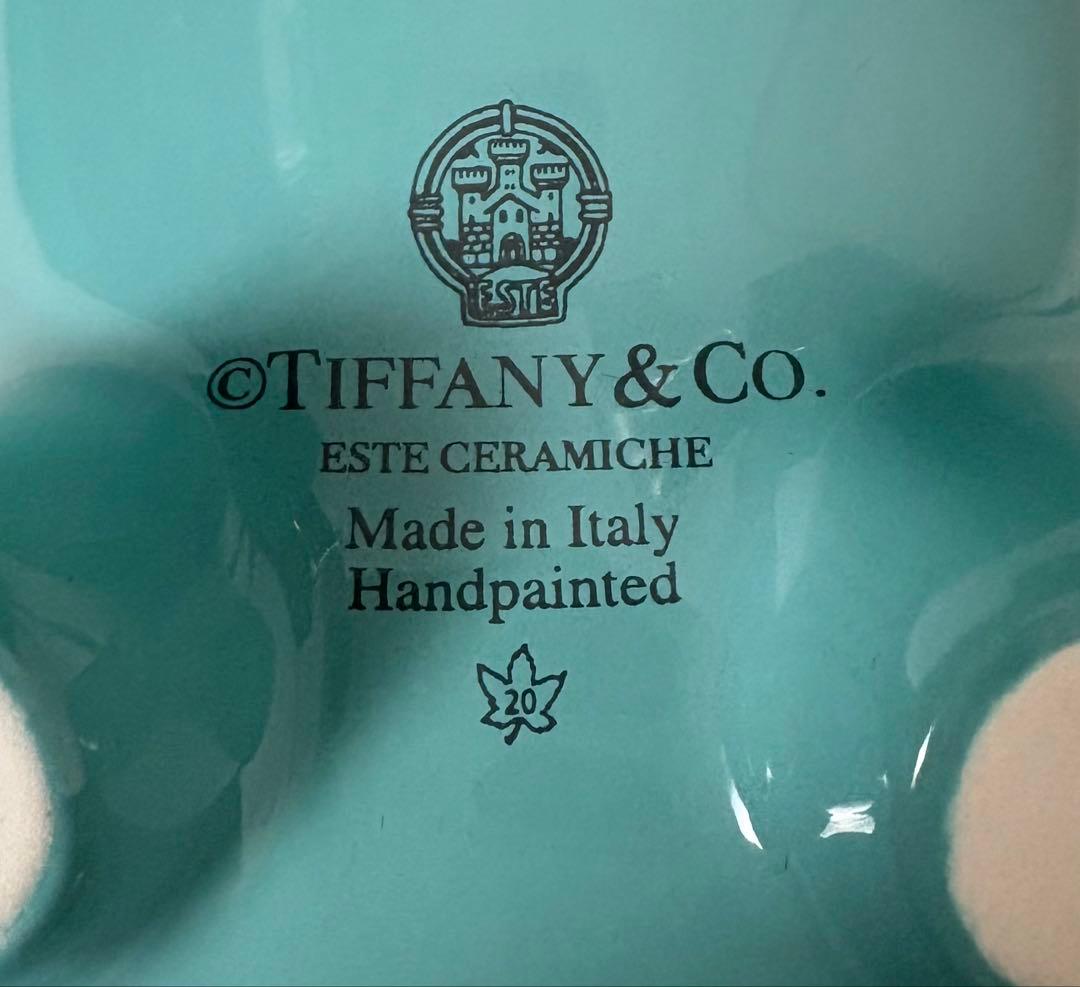 ESTE
©TIFFANY & CO.
ESTE CERAMICHE
Made in Italy
Handpainted
20